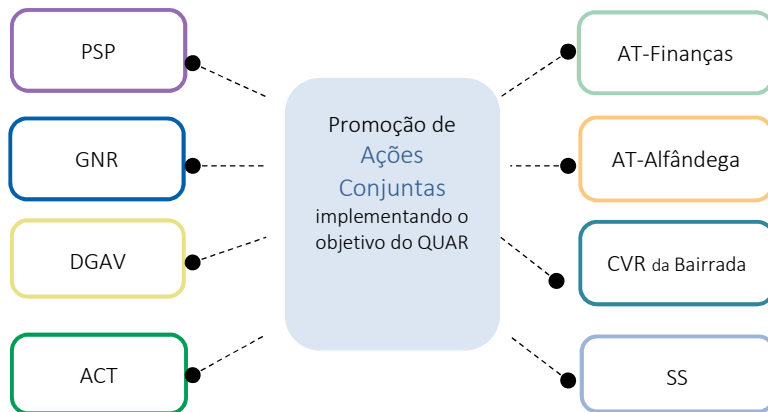 PSP
GNR
DGAV
ACT
Promoção de
Ações
Conjuntas
implementando o
objetivo do QUAR
AT-Finanças
AT-Alfândega
CVR da Bairrada
SS